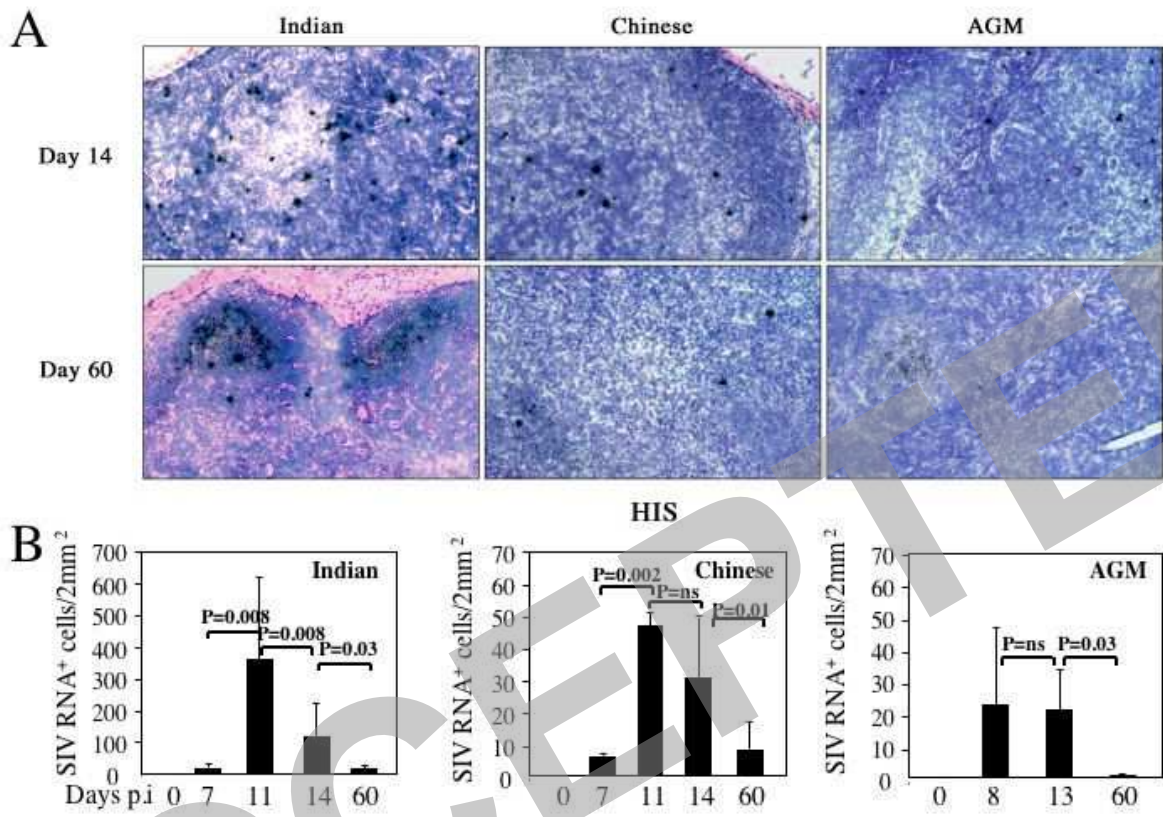 A
Indian Chinese AGM
Day 14
Day 60
HIS
B
SIV RNA+ cells/2mm2
700
600
500
400
300
200
100
0
Indian
P=0.008
P=0.008
P=0.03
Days p.i 0 7 11 14 60
SIV RNA+ cells/2mm2
70
60
50
40
30
20
10
0
Chinese
P=0.002
P=ns
P=0.01
0 7 11 14 60
SIV RNA+ cells/2mm2
70
60
50
40
30
20
10
0
AGM
P=ns
P=0.03
0 8 13 60